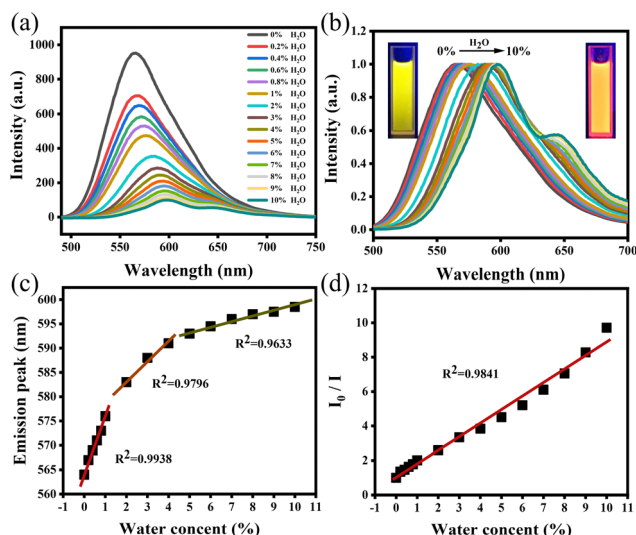 (a)
Intensity (a.u.)
1000
800
600
400
200
0
500
550
600
650
700
750
Wavelength (nm)
0% H₂O
0.2% H₂O
0.4% H₂O
0.6% H₂O
0.8% H₂O
1% H₂O
2% H₂O
3% H₂O
4% H₂O
5% H₂O
6% H₂O
7% H₂O
8% H₂O
9% H₂O
10% H₂O
(b)
Intensity (a.u.)
1.0
0.8
0.6
0.4
0.2
0.0
500
600
700
Wavelength (nm)
H₂O
0% → 10%
(c)
Emission peak (nm)
600
595
590
585
580
575
570
565
560
-1 0 1 2 3 4 5 6 7 8 9 10 11
Water concent (%)
R²=0.9633
R²=0.9796
R²=0.9938
(d)
I₀ / I
12
10
8
6
4
2
0
-1 0 1 2 3 4 5 6 7 8 9 10 11
Water concent (%)
R²=0.9841